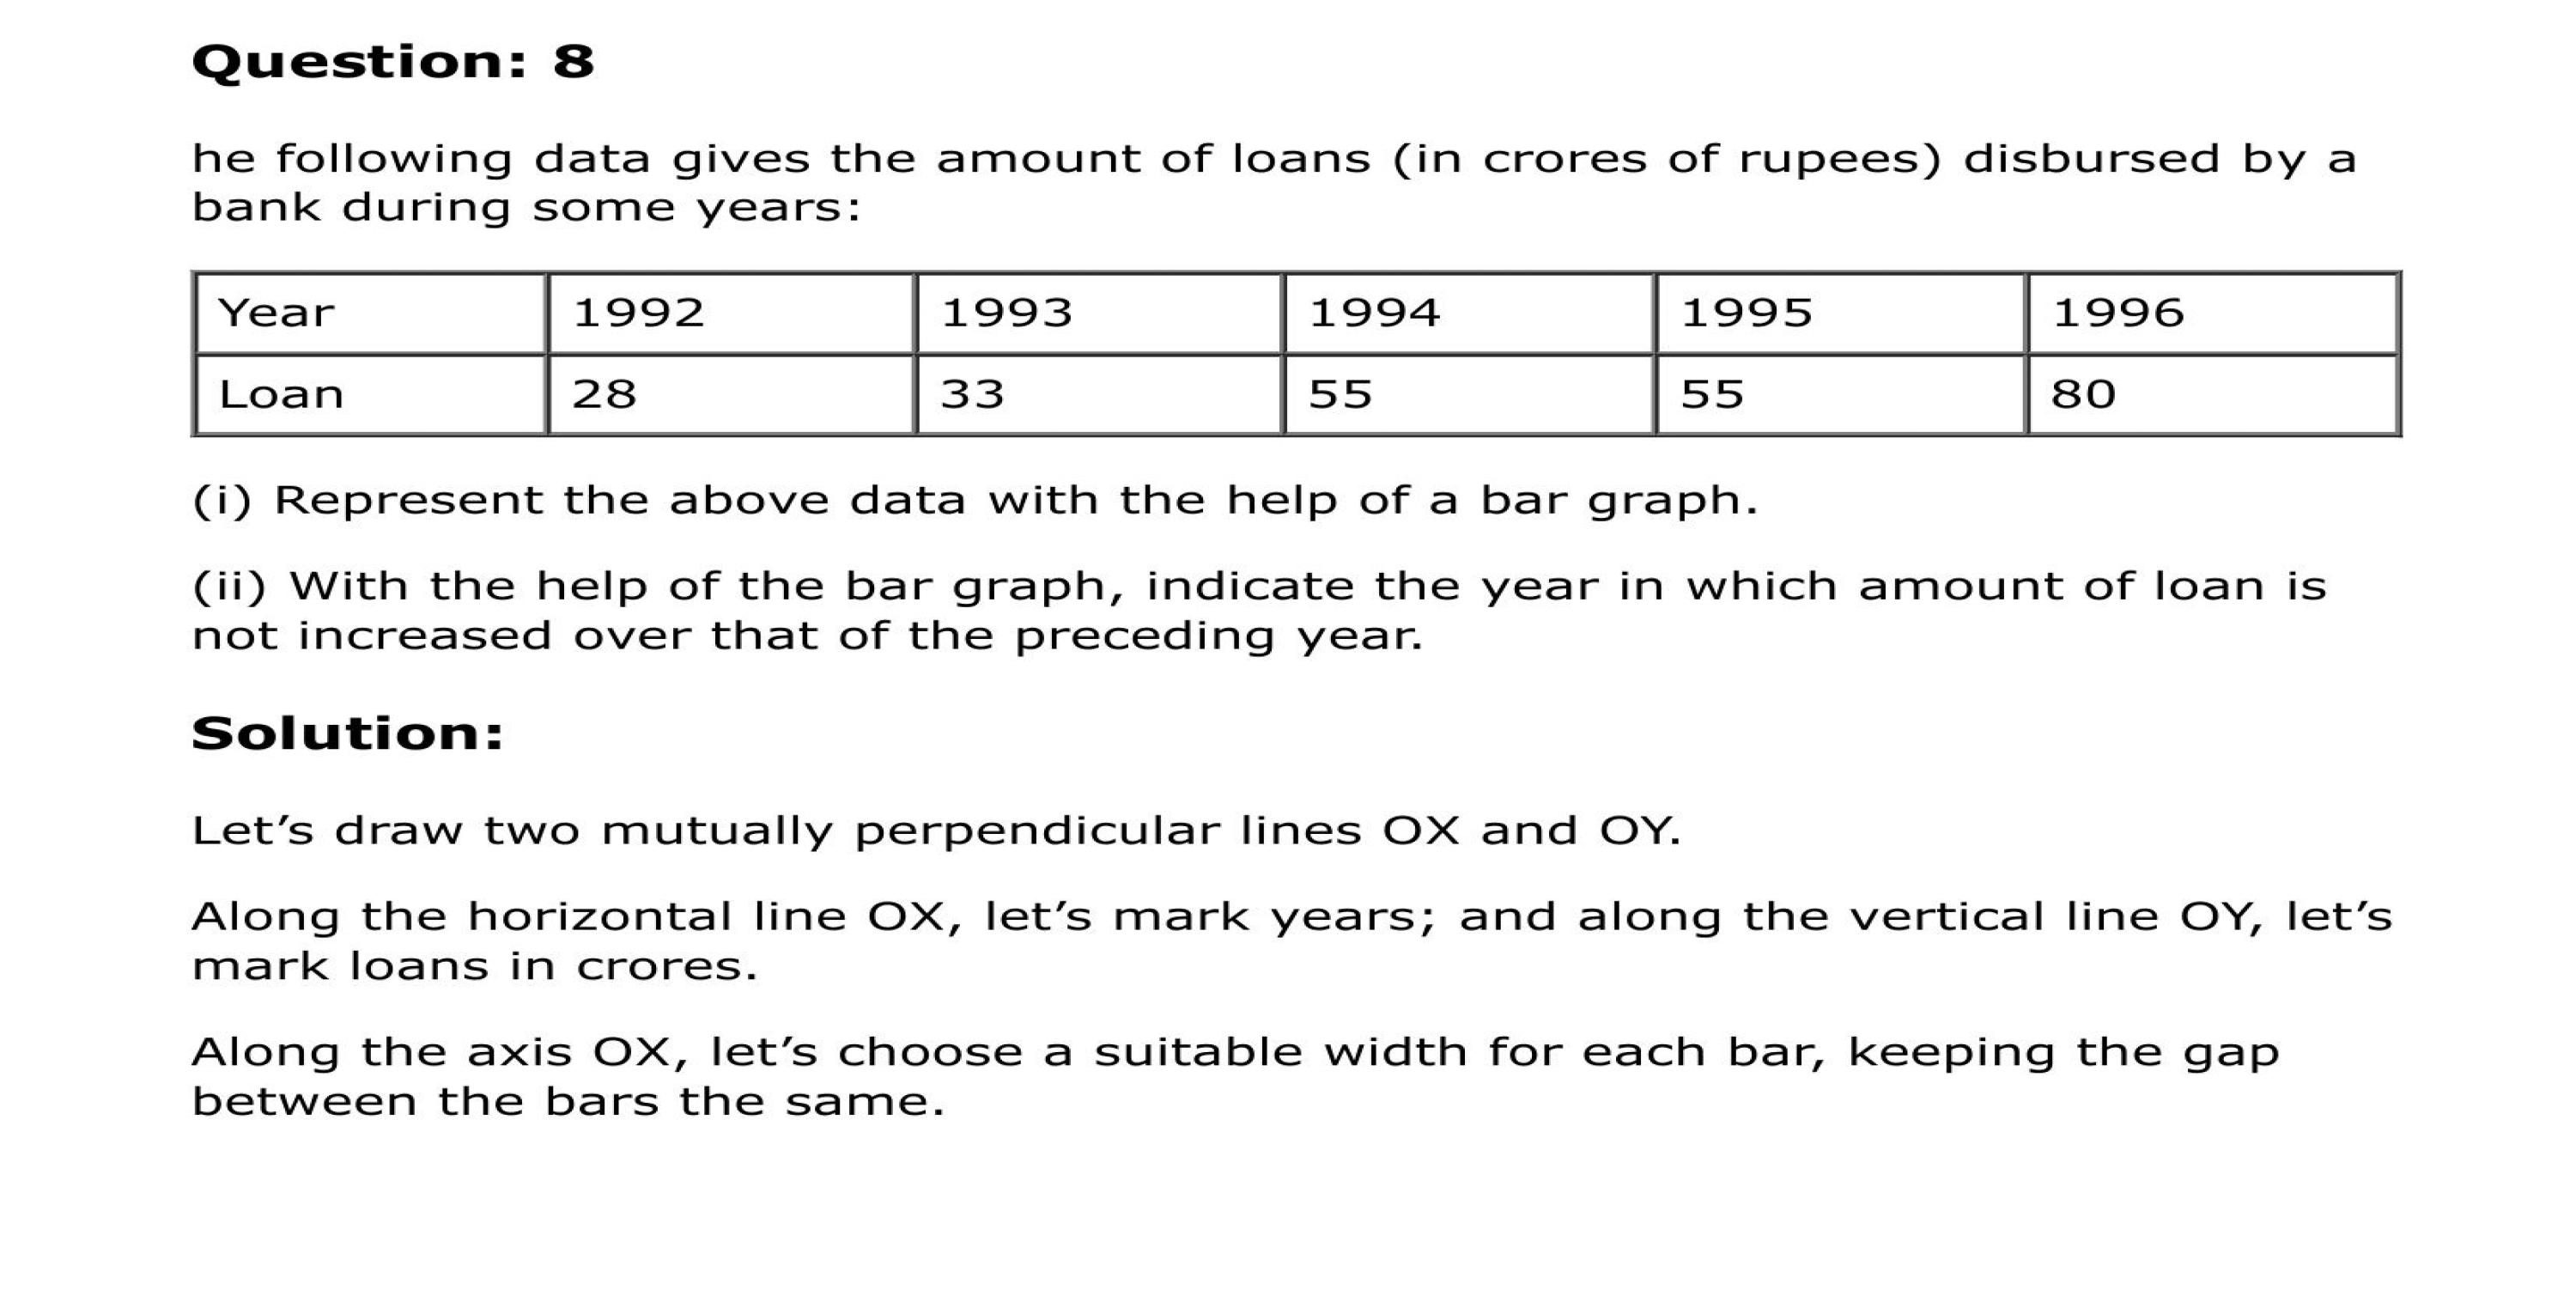 Question: 8
he following data gives the amount of loans (in crores of rupees) disbursed by a
bank during some years:
Year 1992 1993 1994 1995 1996
Loan 28 33 55 55 80
(i) Represent the above data with the help of a bar graph.
(ii) With the help of the bar graph, indicate the year in which amount of loan is
not increased over that of the preceding year.
Solution:
Let’s draw two mutually perpendicular lines OX and OY.
Along the horizontal line OX, let’s mark years; and along the vertical line OY, let’s
mark loans in crores.
Along the axis OX, let’s choose a suitable width for each bar, keeping the gap
between the bars the same.